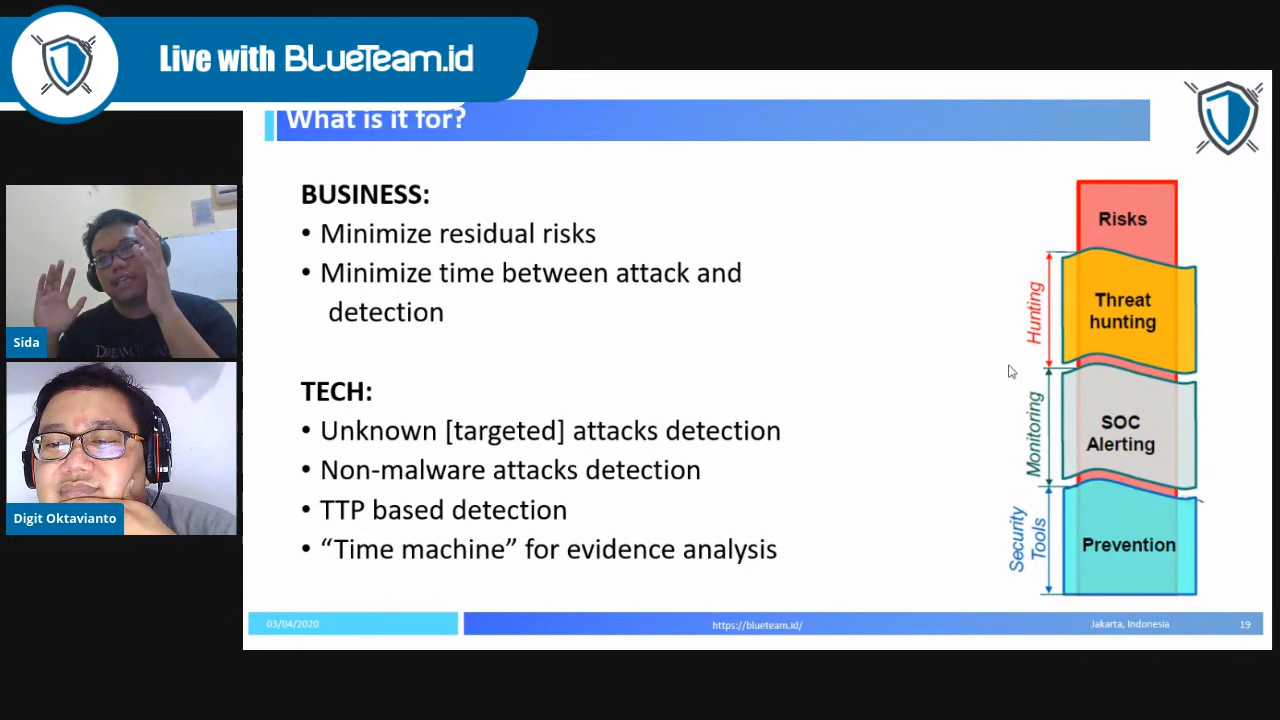 Live with BLUETEAM.id
What is it for?
BUSINESS:
• Minimize residual risks
• Minimize time between attack and
detection
TECH:
• Unknown [targeted] attacks detection
• Non-malware attacks detection
• TTP based detection
• “Time machine” for evidence analysis
Risks
Hunting
Threat
hunting
Monitoring
SOC
Alerting
Security
Tools
Prevention
Sida
DREAM
Digit Oktavianto
03/04/2020
https://blueteam.id/
Jakarta, Indonesia
19